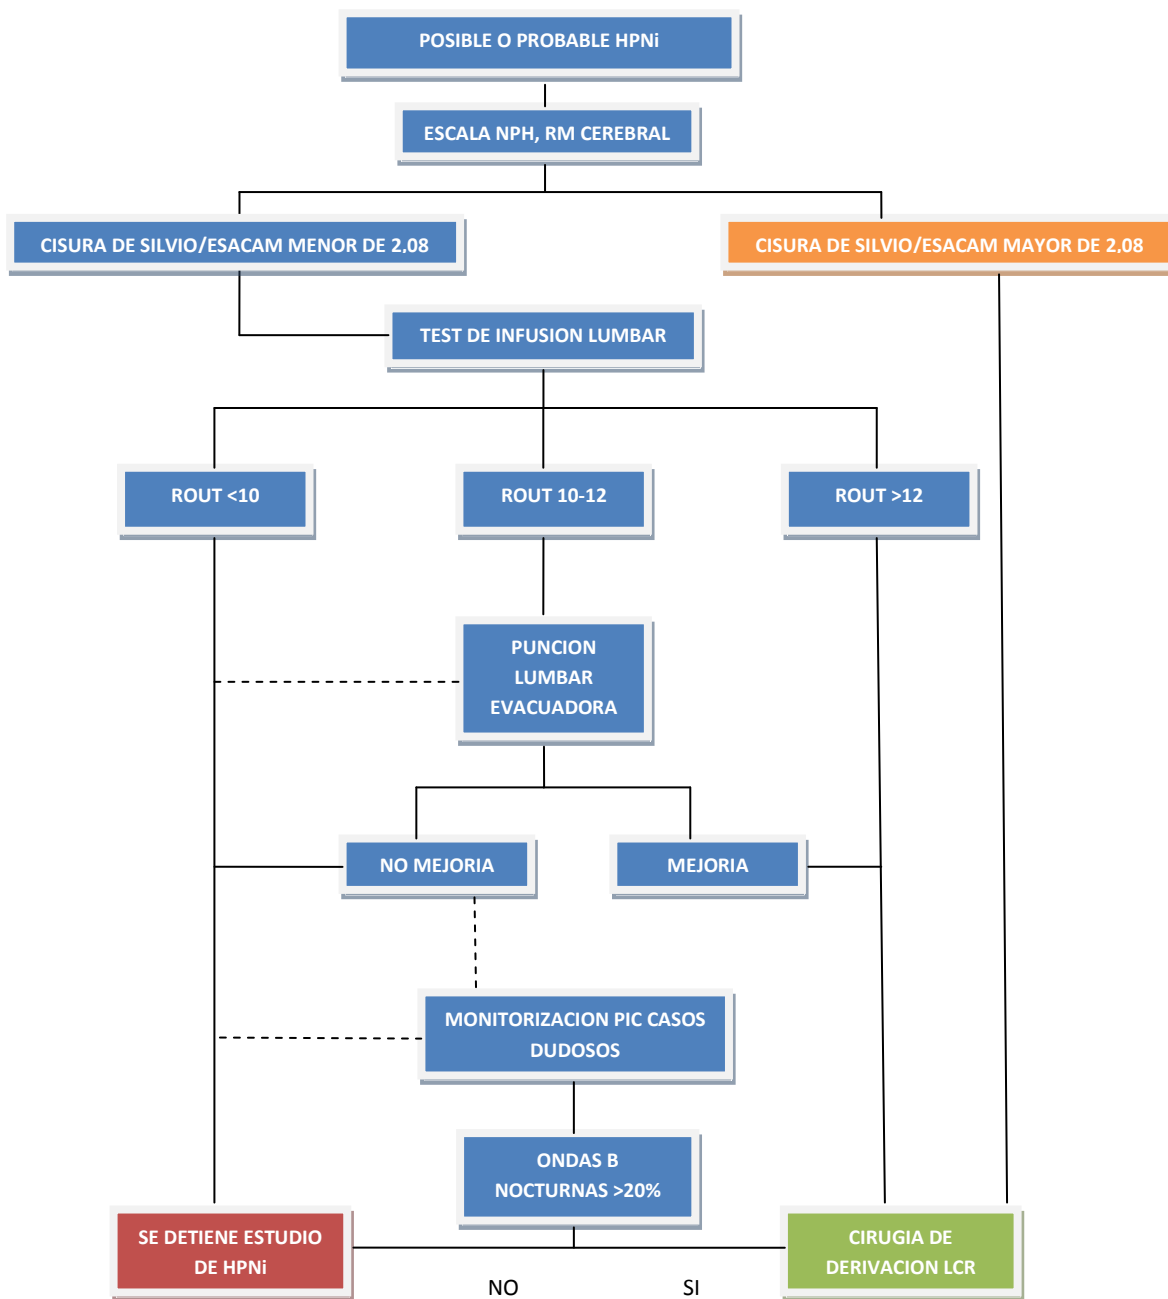 POSIBLE O PROBABLE HPNi
ESCALA NPH, RM CEREBRAL
CISURA DE SILVIO/ESACAM MENOR DE 2,08
CISURA DE SILVIO/ESACAM MAYOR DE 2,08
TEST DE INFUSION LUMBAR
ROUT <10
ROUT 10-12
ROUT >12
PUNCION
LUMBAR
EVACUADORA
NO MEJORIA
MEJORIA
MONITORIZACION PIC CASOS
DUDOSOS
ONDAS B
NOCTURNAS >20%
SE DETIENE ESTUDIO
DE HPNi
CIRUGIA DE
DERIVACION LCR
NO
SI